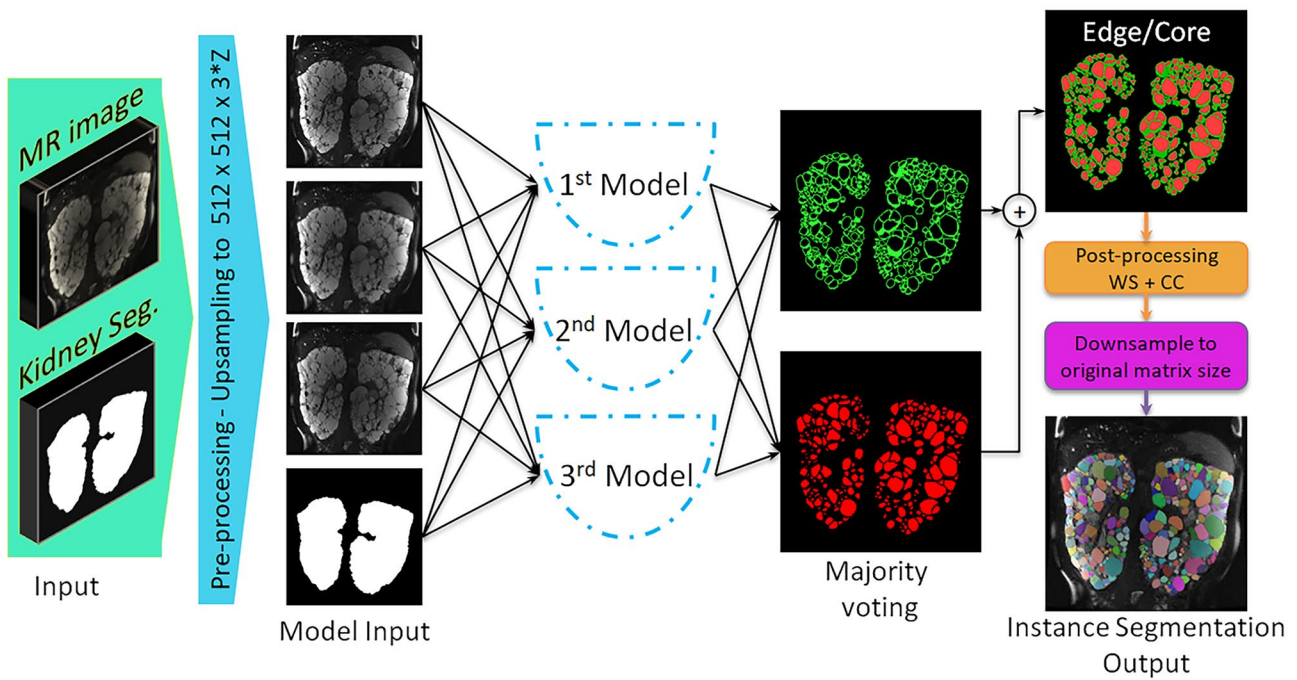 MR image
Kidney Seg.
Input
Pre-processing - Upsampling to 512 x 512 x 3*Z
Model Input
1st Model
2nd Model
3rd Model
Majority
voting
+
Edge/Core
Post-processing
WS + CC
Downsample to
original matrix size
Instance Segmentation
Output